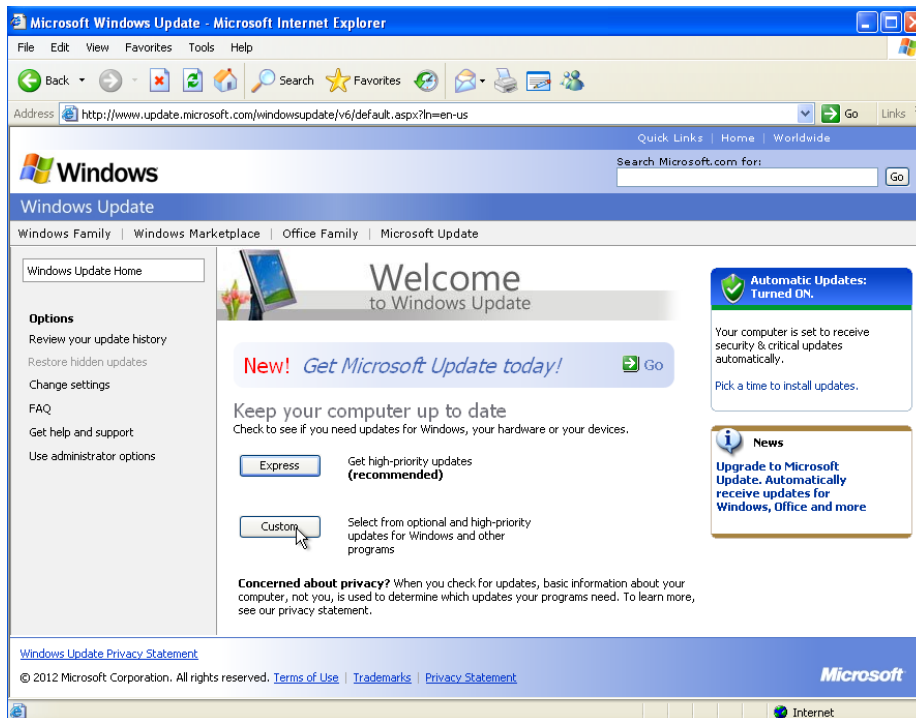 Microsoft Windows Update - Microsoft Internet Explorer
File Edit View Favorites Tools Help
Back Search Favorites
Address http://www.update.microsoft.com/windowsupdate/v6/default.aspx?ln=en-us Go Links
Quick Links | Home | Worldwide
Windows
Search Microsoft.com for:
Go
Windows Update
Windows Family | Windows Marketplace | Office Family | Microsoft Update
Windows Update Home
Options
Review your update history
Restore hidden updates
Change settings
FAQ
Get help and support
Use administrator options
Welcome
to Windows Update
New! Get Microsoft Update today! Go
Keep your computer up to date
Check to see if you need updates for Windows, your hardware or your devices.
Express
Get high-priority updates
(recommended)
Custom
Select from optional and high-priority
updates for Windows and other
programs
Concerned about privacy? When you check for updates, basic information about your
computer, not you, is used to determine which updates your programs need. To learn more,
see our privacy statement.
Automatic Updates:
Turned ON.
Your computer is set to receive
security & critical updates
automatically.
Pick a time to install updates.
News
Upgrade to Microsoft
Update. Automatically
receive updates for
Windows, Office and more
Windows Update Privacy Statement
© 2012 Microsoft Corporation. All rights reserved. Terms of Use | Trademarks | Privacy Statement
Microsoft
Internet